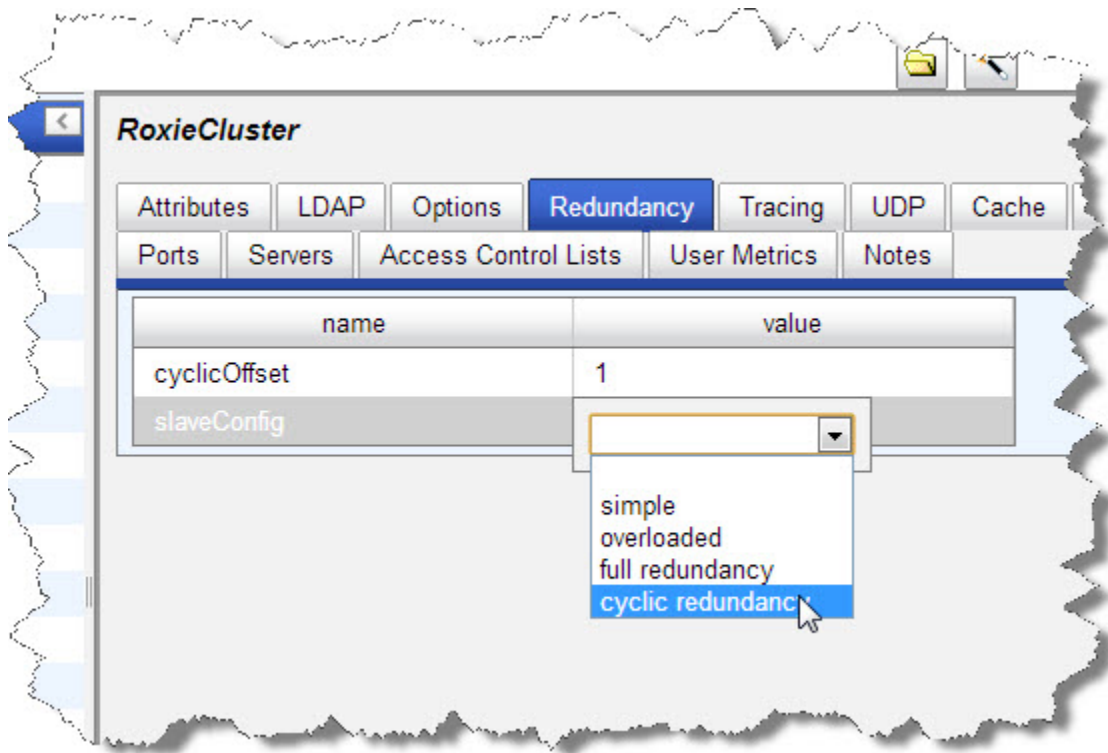 RoxieCluster
Attributes LDAP Options Redundancy Tracing UDP Cache
Ports Servers Access Control Lists User Metrics Notes
name value
cyclicOffset 1
slaveConfig
simple
overloaded
full redundancy
cyclic redundancy